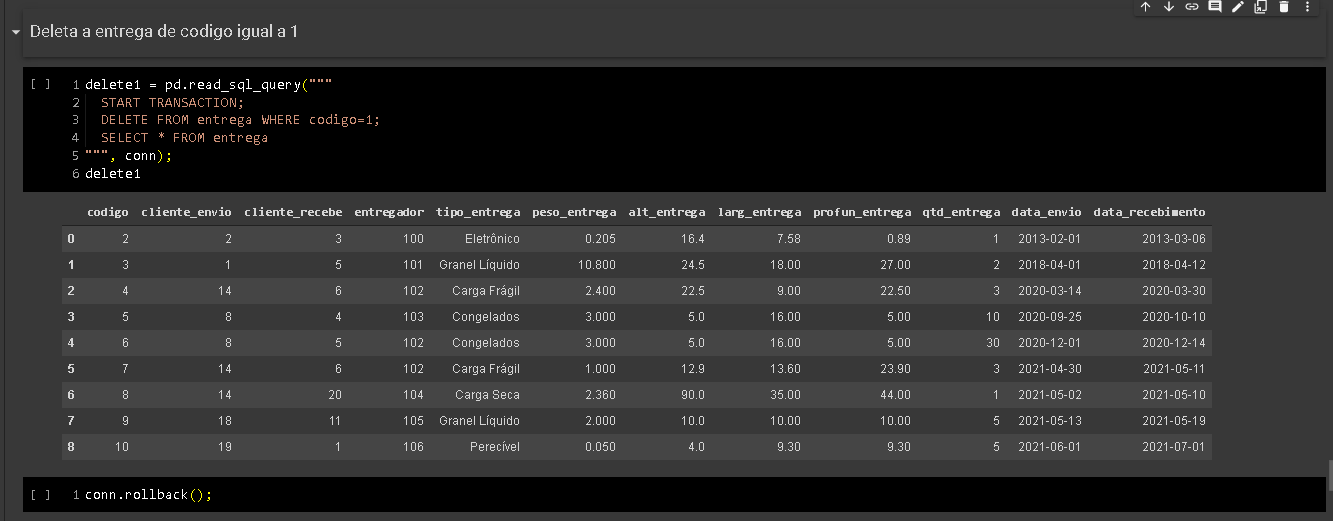 Deleta a entrega de codigo igual a 1
[ ] 1 delete1 = pd.read_sql_query("""
2 START TRANSACTION;
3 DELETE FROM entrega WHERE codigo=1;
4 SELECT * FROM entrega
5 """, conn);
6 delete1
codigo cliente_envio cliente_recebe entregador tipo_entrega peso_entrega alt_entrega larg_entrega profun_entrega qtd_entrega data_envio data_recebimento
0 2 2 3 100 Eletrônico 0.205 16.4 7.58 0.89 1 2013-02-01 2013-03-06
1 3 1 5 101 Granel Líquido 10.800 24.5 18.00 27.00 2 2018-04-01 2018-04-12
2 4 14 6 102 Carga Frágil 2.400 22.5 9.00 22.50 3 2020-03-14 2020-03-30
3 5 8 4 103 Congelados 3.000 5.0 16.00 5.00 10 2020-09-25 2020-10-10
4 6 8 5 102 Congelados 3.000 5.0 16.00 5.00 30 2020-12-01 2020-12-14
5 7 14 6 102 Carga Frágil 1.000 12.9 13.60 23.90 3 2021-04-30 2021-05-11
6 8 14 20 104 Carga Seca 2.360 90.0 35.00 44.00 1 2021-05-02 2021-05-10
7 9 18 11 105 Granel Líquido 2.000 10.0 10.00 10.00 5 2021-05-13 2021-05-19
8 10 19 1 106 Perecível 0.050 4.0 9.30 9.30 5 2021-06-01 2021-07-01
[ ] 1 conn.rollback();